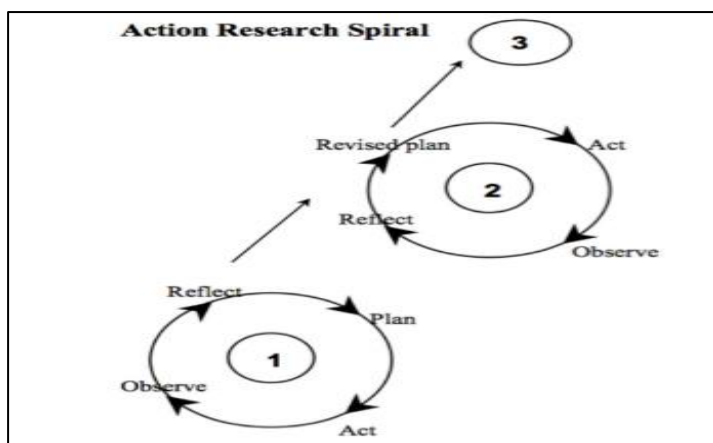 Action Research Spiral
3
Revised plan
Act
2
Reflect
Observe
Reflect
Plan
1
Observe
Act